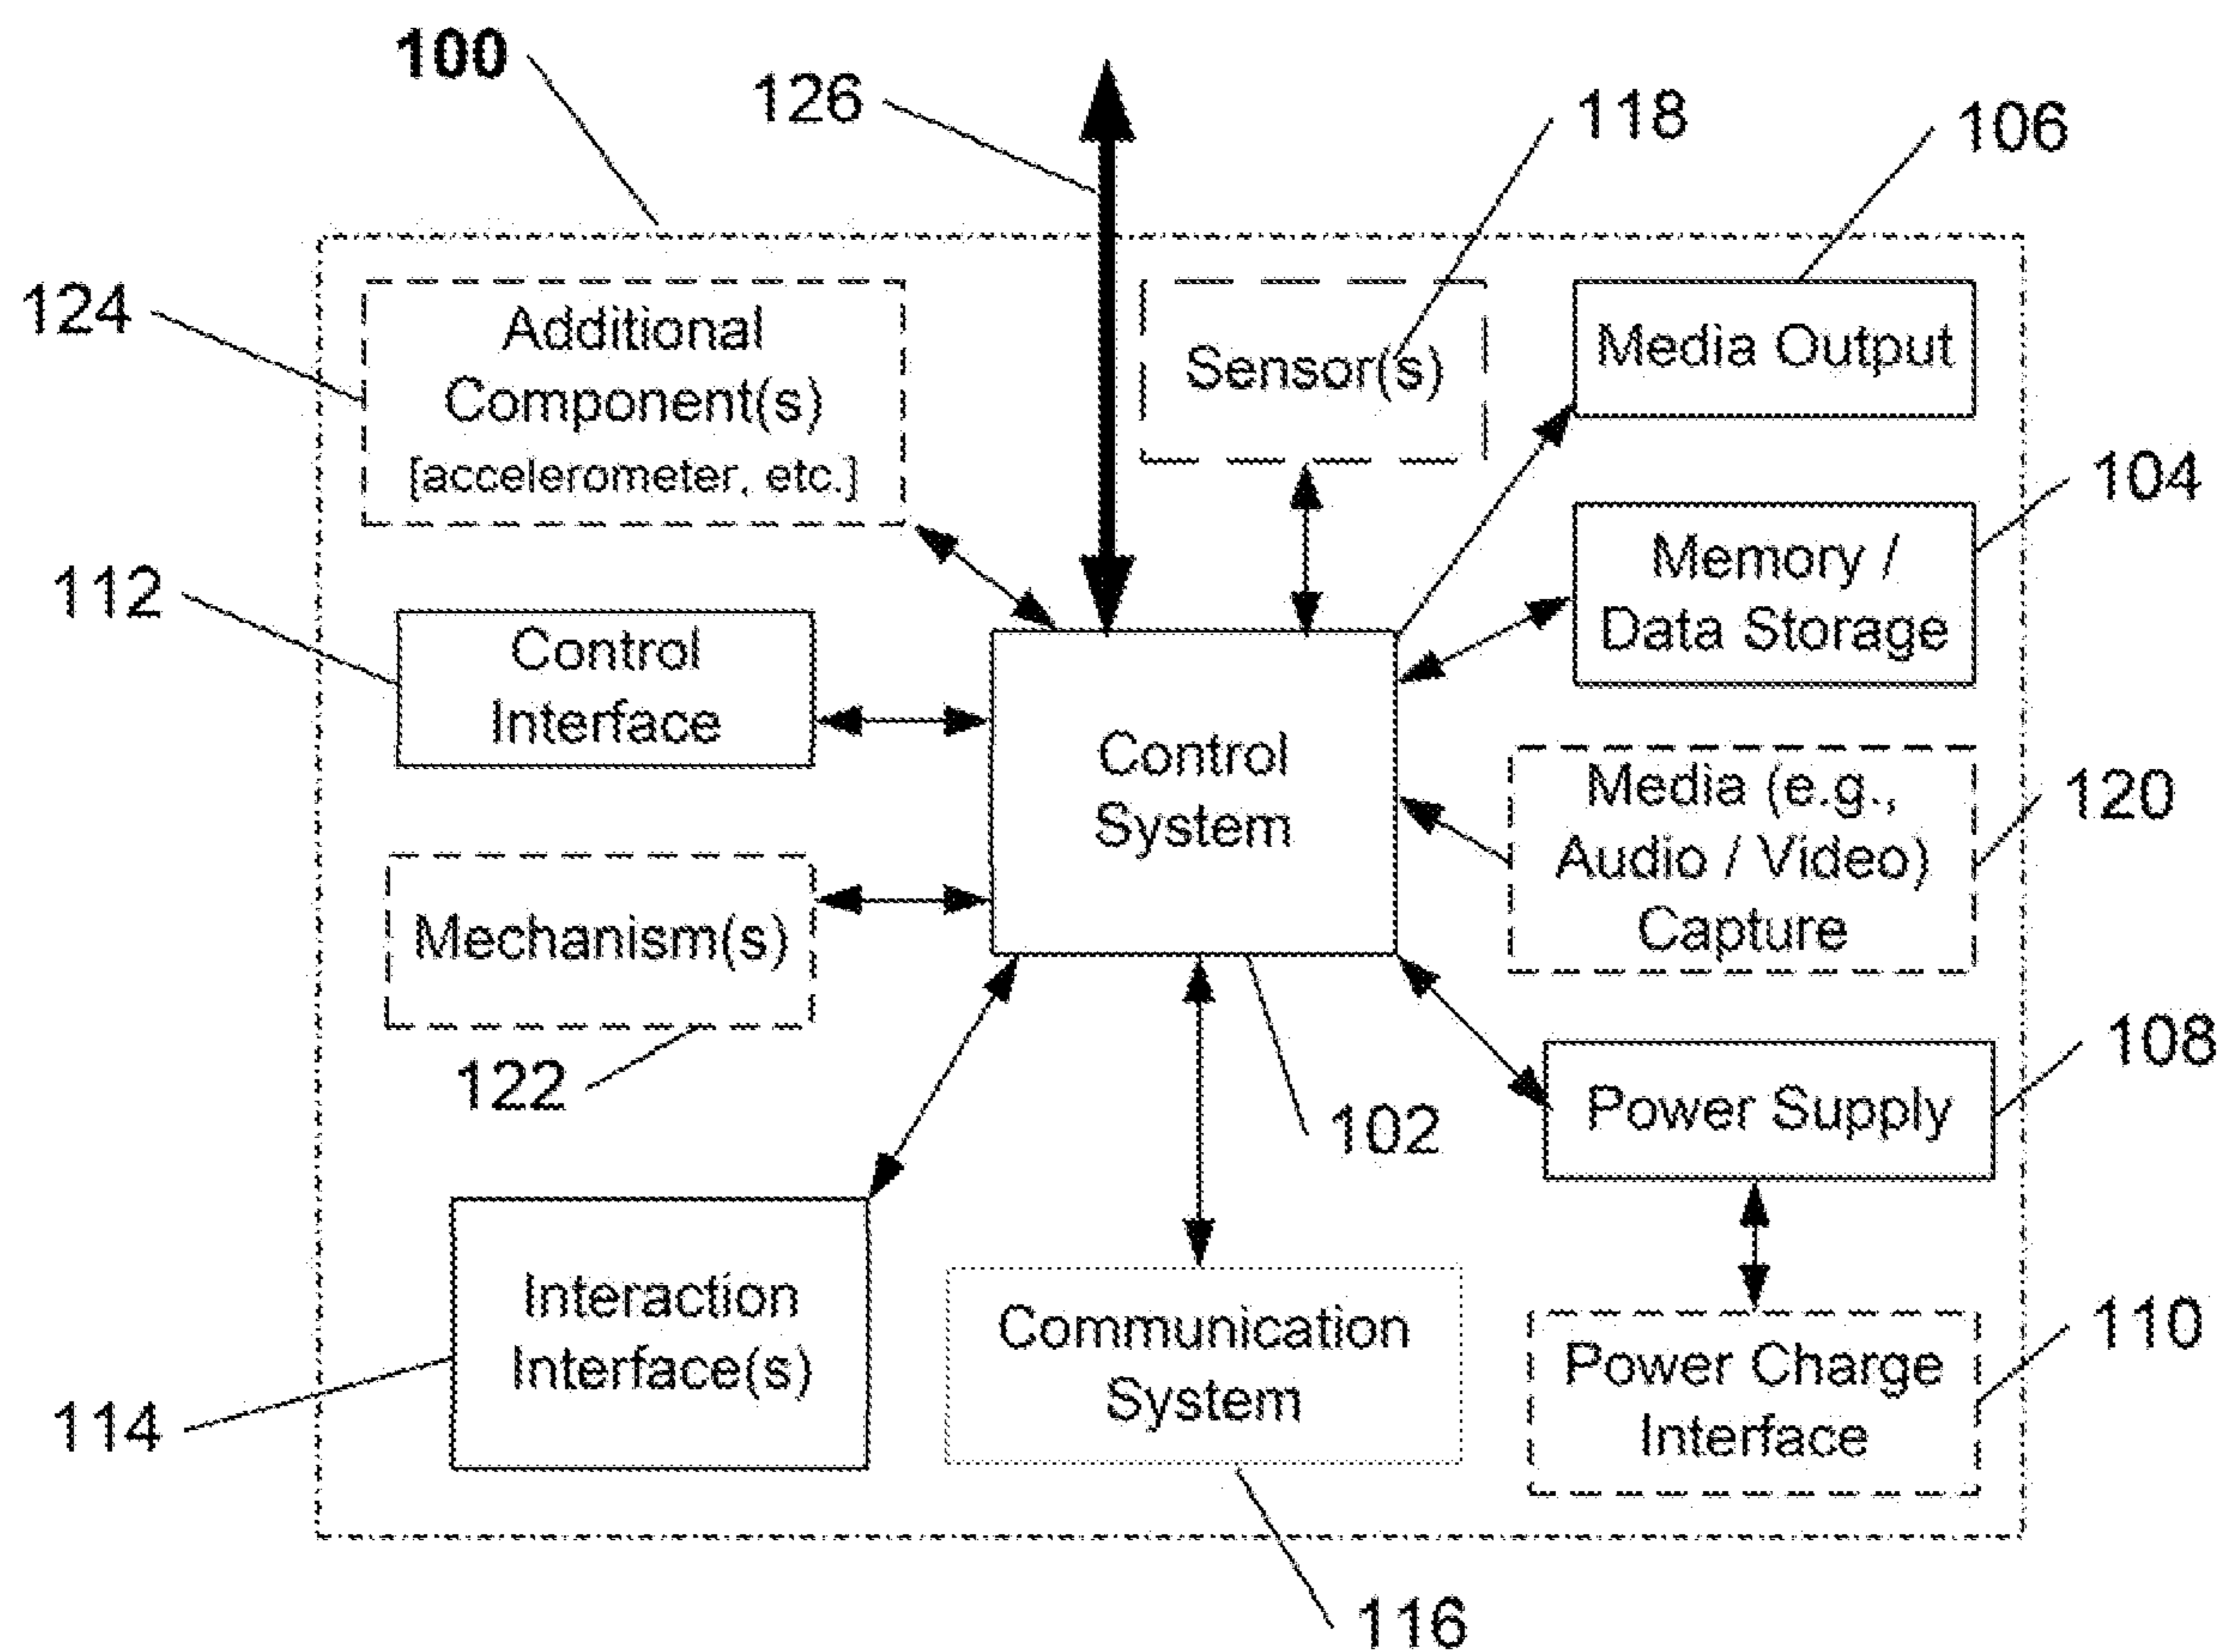 100
126
118
106
124
Additional
Component(s)
[accelerometer, etc.]
Sensor(s)
Media Output
104
Memory /
Data Storage
112
Control
Interface
Control
System
Media (e.g.,
Audio / Video)
Capture
120
Mechanism(s)
122
102
Power Supply
108
Interaction
Interface(s)
114
Communication
System
116
Power Charge
Interface
110